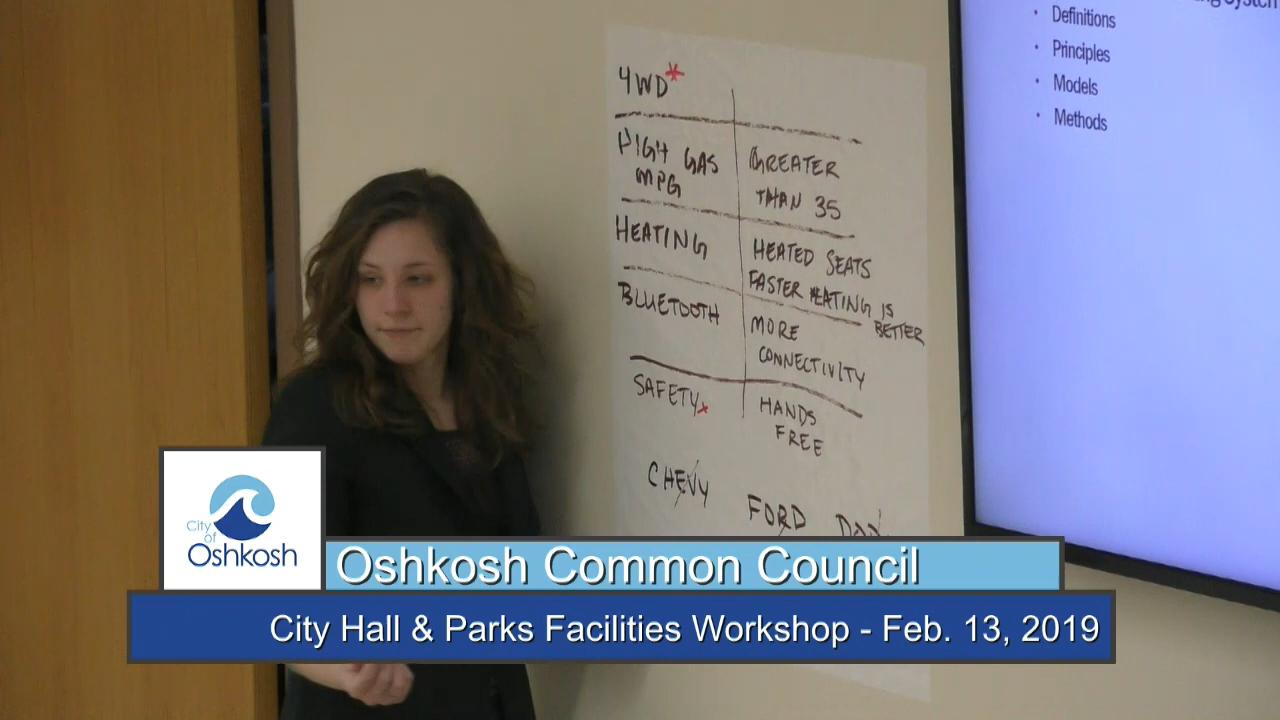 Definitions
Principles
Models
Methods
4WD*
HIGH GAS
MPG
GREATER
THAN 35
HEATING
HEATED SEATS
FASTER HEATING IS
BETTER
BLUETOOTH
MORE
CONNECTIVITY
SAFETY
HANDS
FREE
CHEVY
FORD
City
of
Oshkosh
Oshkosh Common Council
City Hall & Parks Facilities Workshop - Feb. 13, 2019